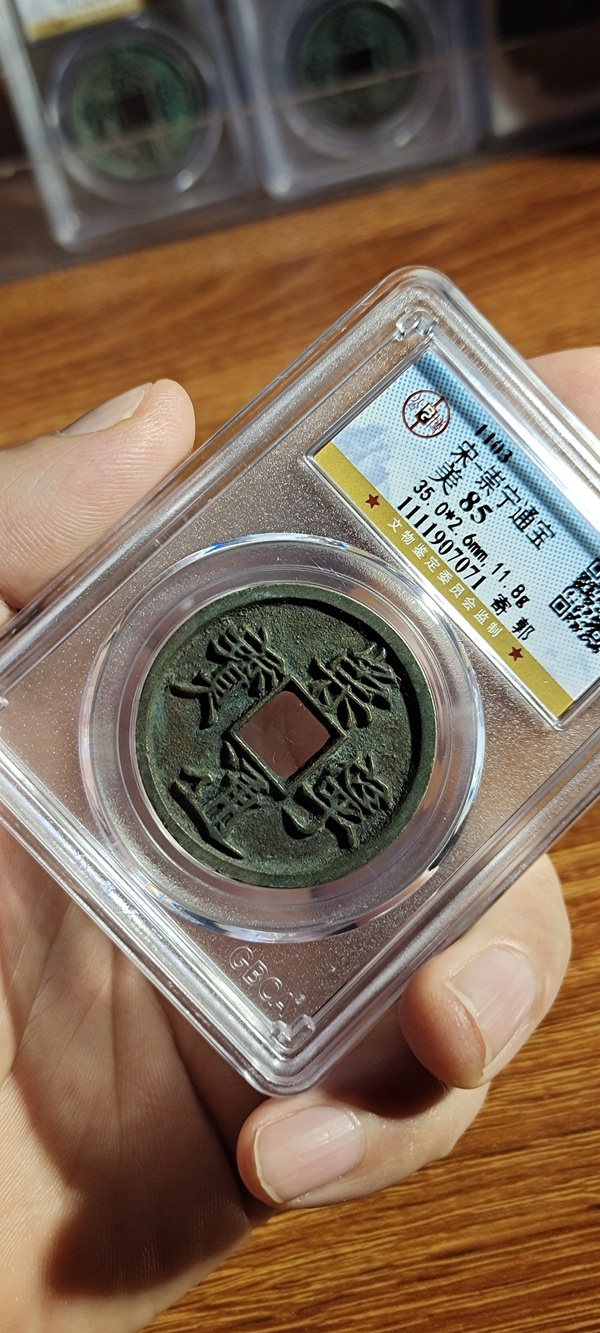 1103
宋-崇宁通宝
美 85
35.0*2.6mm,11.8g
1111907071 寄 郭
★ 文物鉴定委员会监制 ★
崇寧通寶
GBCA